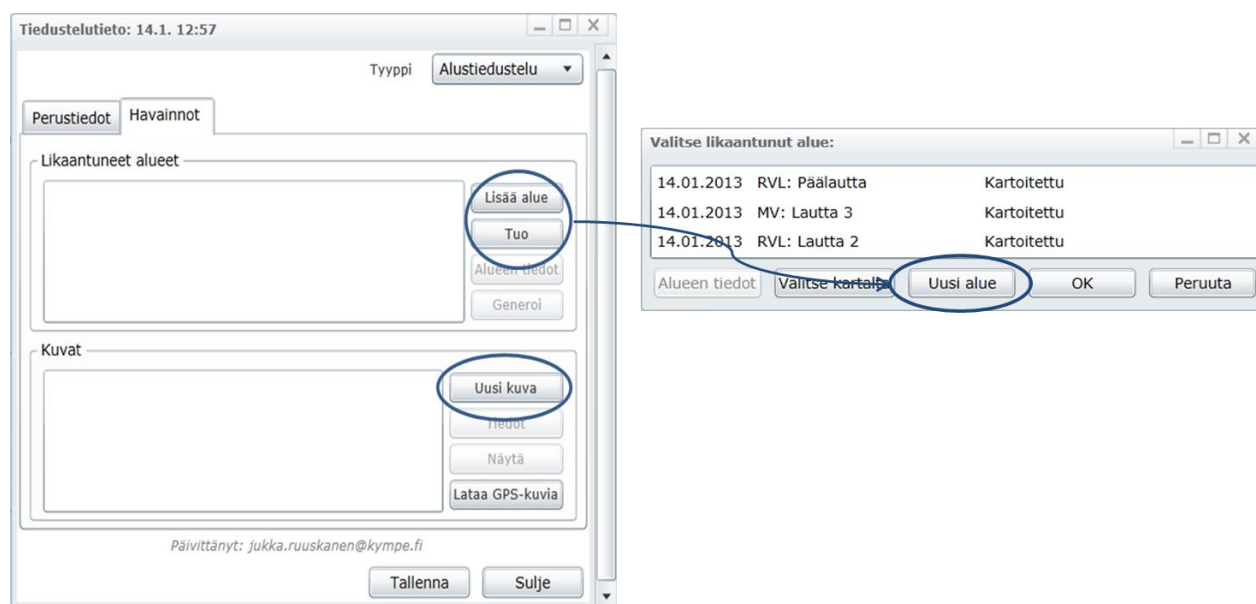 Tiedustelutieto: 14.1. 12:57
Tyyppi Alustiedustelu
Perustiedot Havainnot
Likaantuneet alueet
Lisää alue
Tuo
Alueen tiedot
Generoi
Kuvat
Uusi kuva
Tiedot
Näytä
Lataa GPS-kuvia
Päivittänyt: jukka.ruuskanen@kympe.fi
Tallenna Sulje
Valitse likaantunut alue:
14.01.2013 RVL: Päälautta Kartoitettu
14.01.2013 MV: Lautta 3 Kartoitettu
14.01.2013 RVL: Lautta 2 Kartoitettu
Alueen tiedot Valitse kartalta Uusi alue OK Peruuta